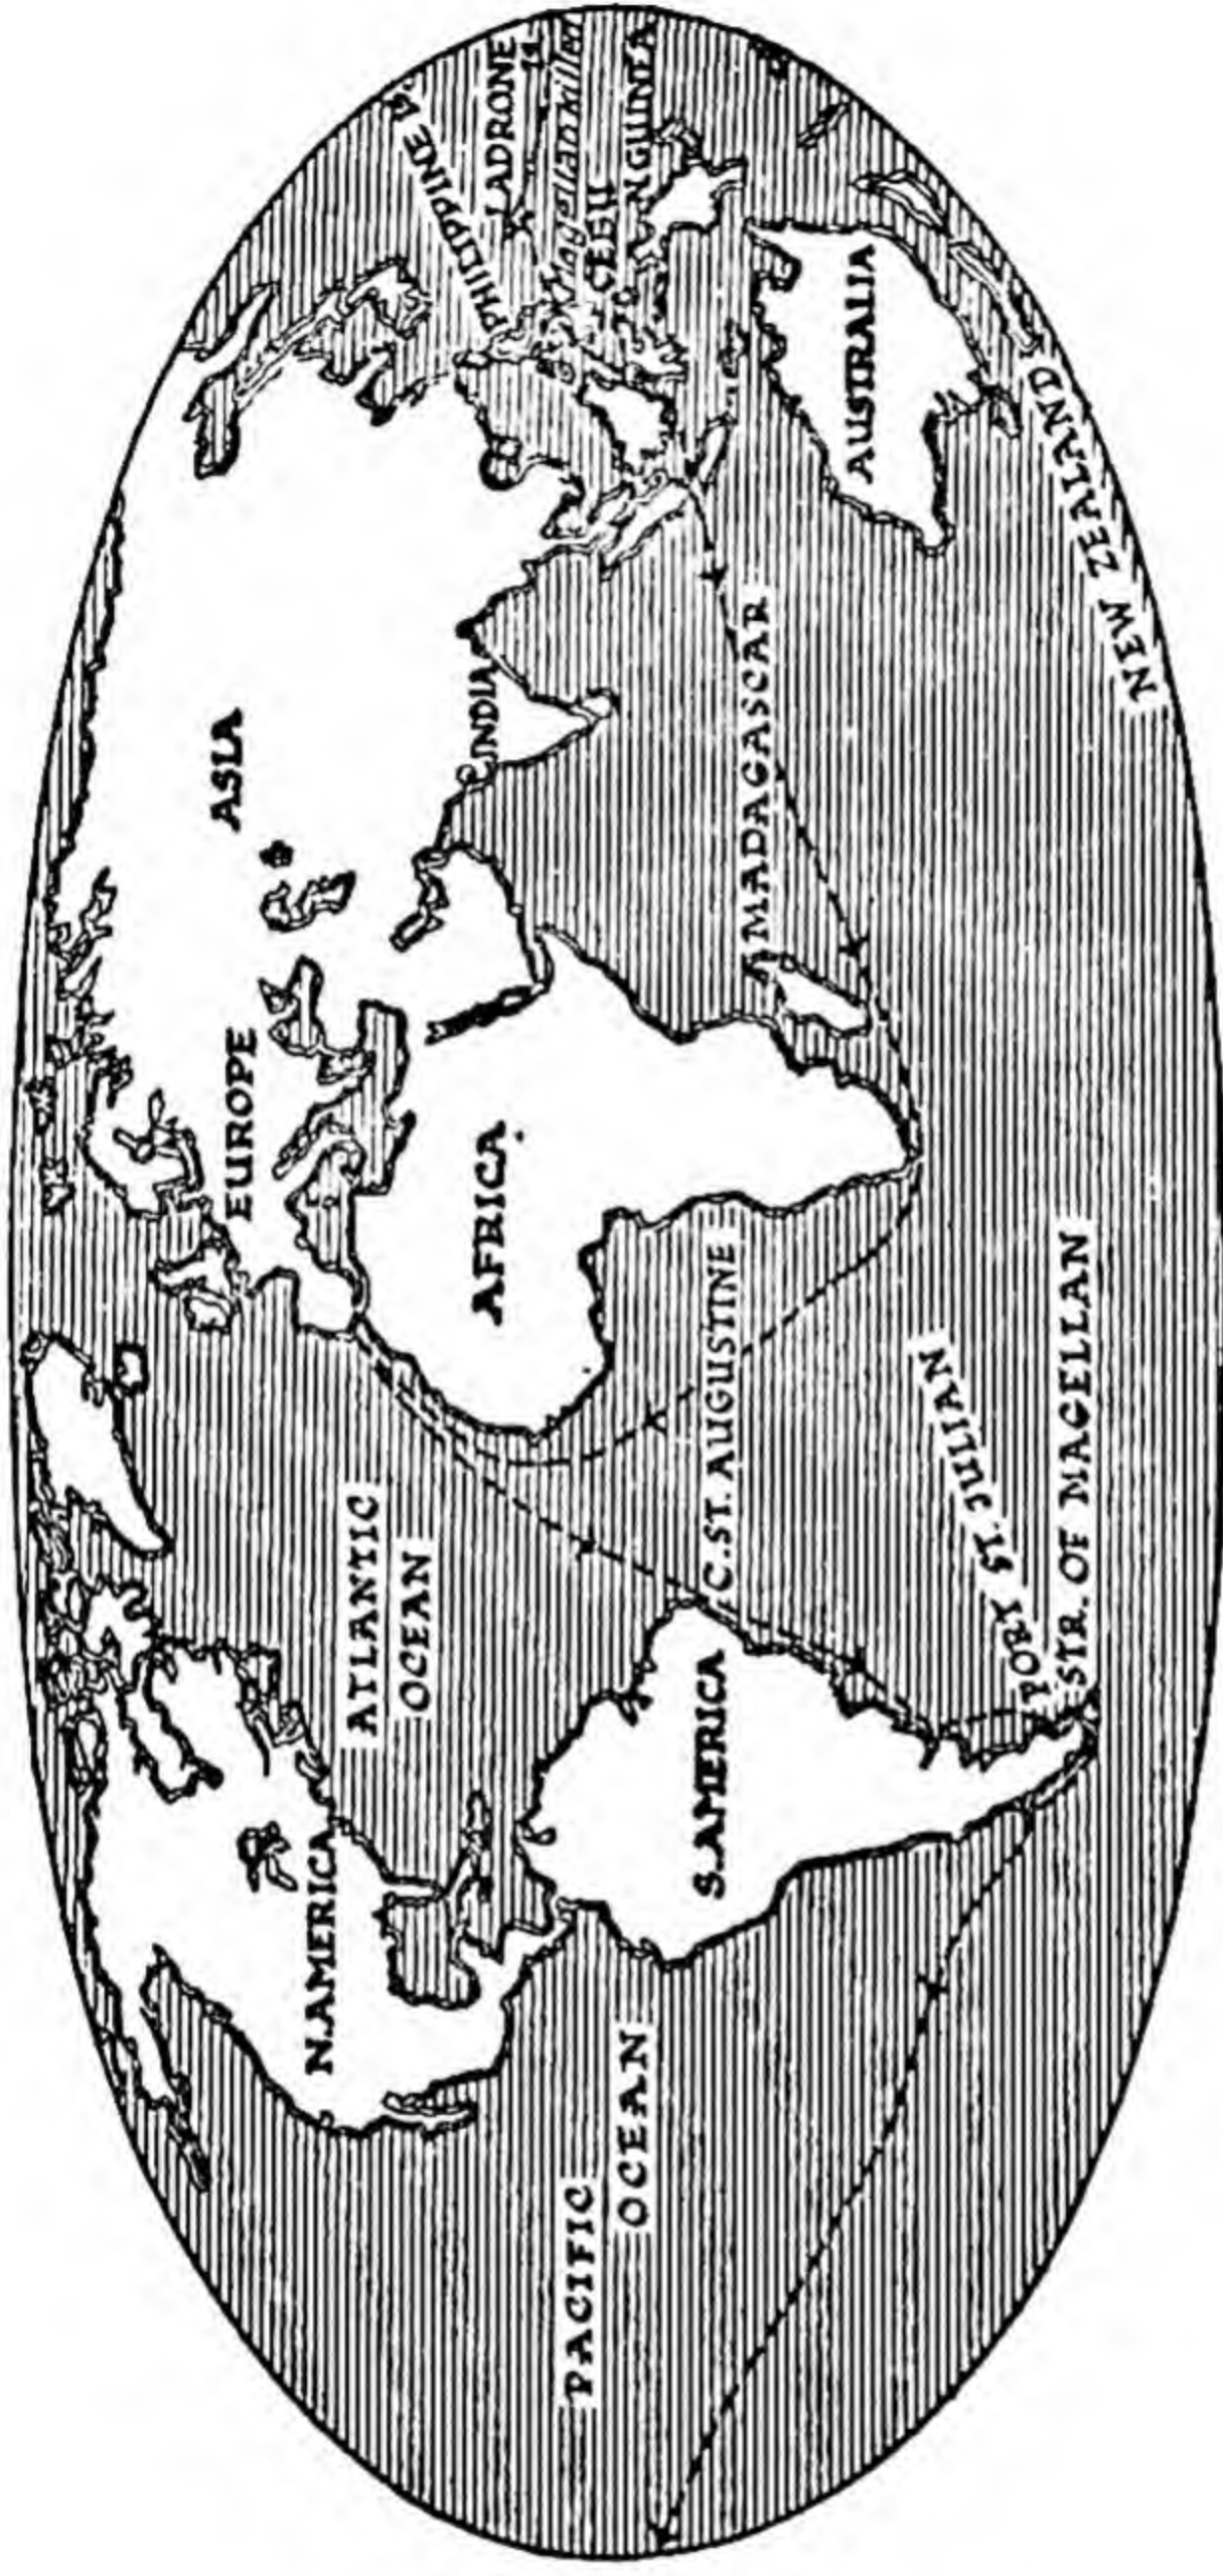 N.AMERICA
ATLANTIC
OCEAN
EUROPE
ASIA
AFRICA
INDIA
PHILIPPINE IS.
LADRONE
IS
Magellan killed
CEBU
N GUINEA
PACIFIC
OCEAN
S.AMERICA
C.ST.AUGUSTINE
MADAGASCAR
AUSTRALIA
PORT ST.JULIAN
STR. OF MAGELLAN
NEW ZEALAND